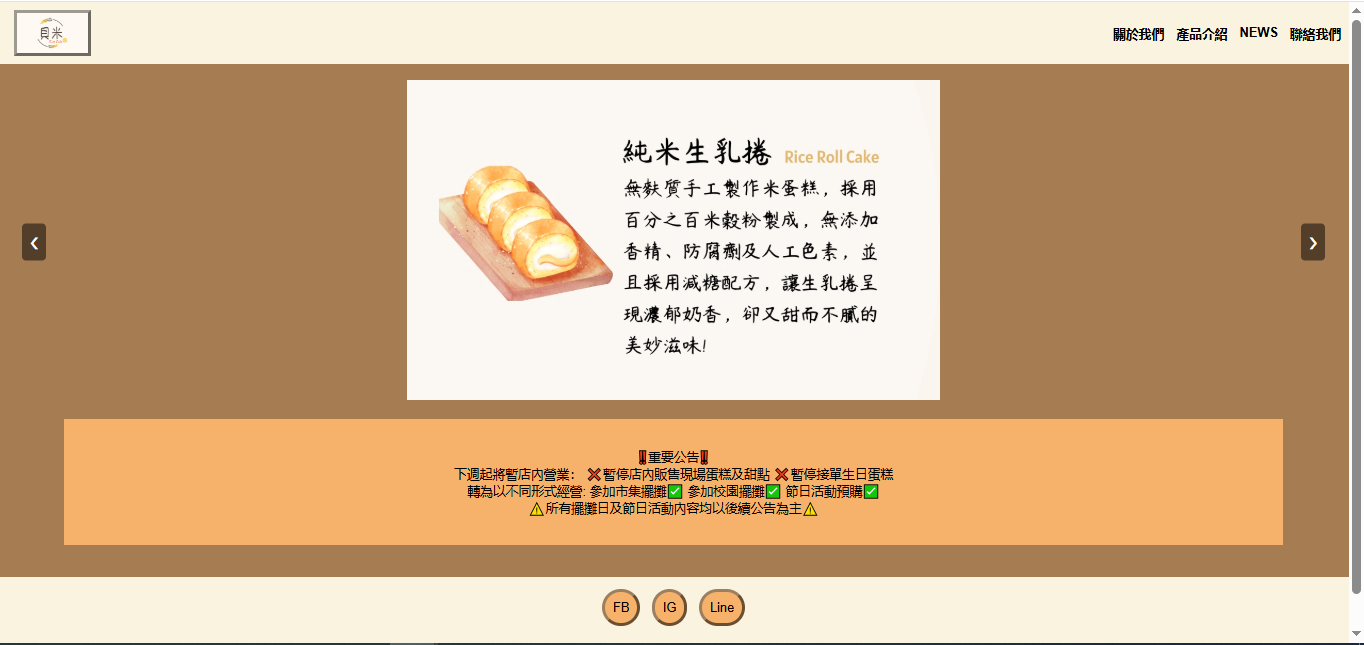 貝米
關於我們 產品介紹 NEWS 聯絡我們
純米生乳捲 Rice Roll Cake
無麩質手工製作米蛋糕，採用
百分之百米穀粉製成，無添加
香精、防腐劑及人工色素，並
且採用減糖配方，讓生乳捲呈
現濃郁奶香，卻又甜而不膩的
美妙滋味!
❮ ❯
‼️重要公告‼️
下週起將暫店內營業： ❌暫停店內販售現場蛋糕及甜點 ❌暫停接單生日蛋糕
轉為以不同形式經營: 參加市集擺攤✅ 參加校園擺攤✅ 節日活動預購✅
⚠️所有擺攤日及節日活動內容均以後續公告為主⚠️
FB IG Line